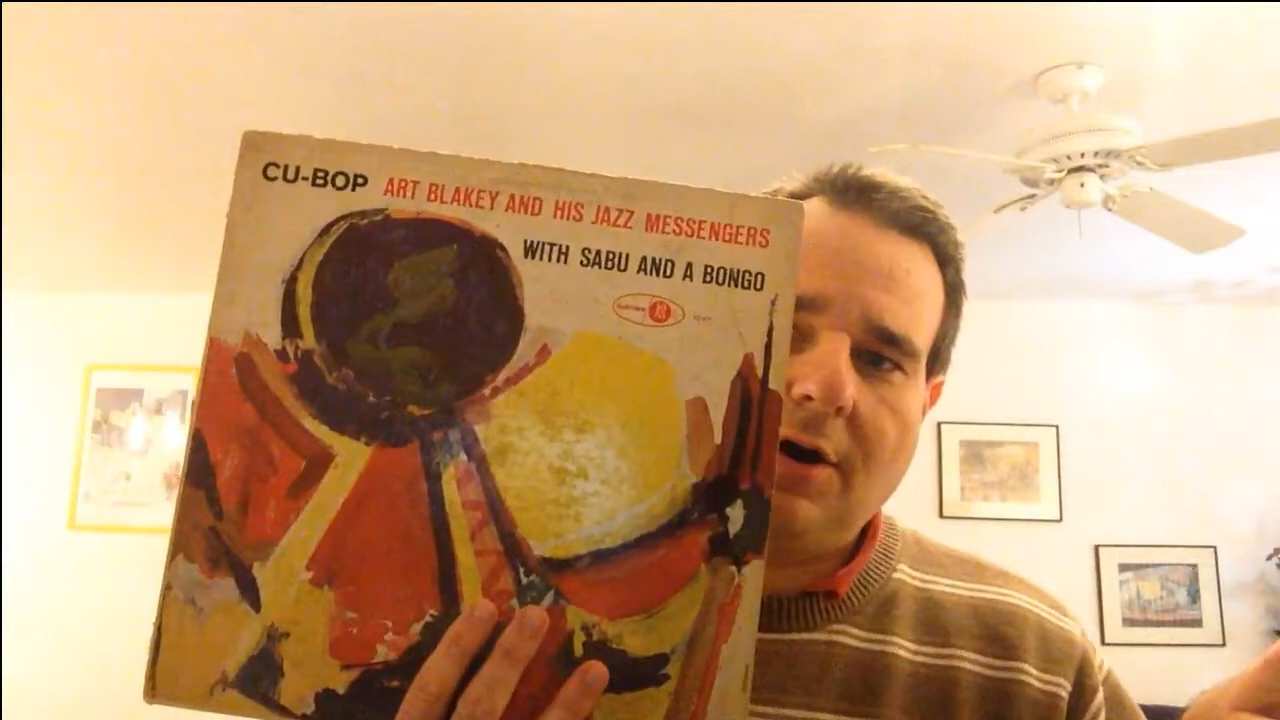 CU-BOP ART BLAKEY AND HIS JAZZ MESSENGERS
WITH SABU AND A BONGO